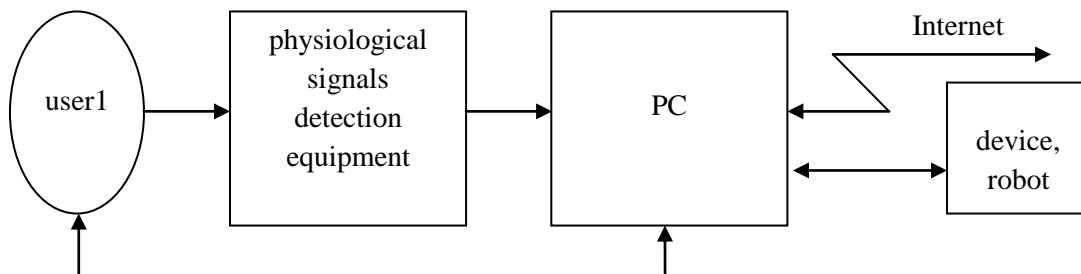 user1
physiological
signals
detection
equipment
PC
Internet
device,
robot